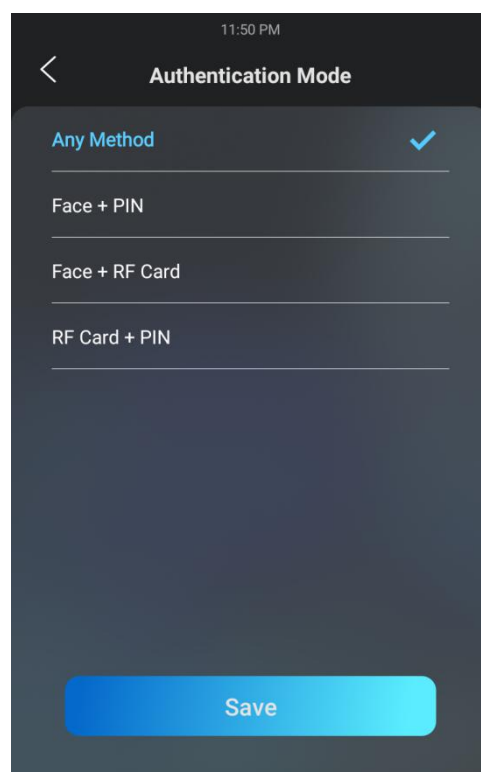 11:50 PM
Authentication Mode
Any Method
Face + PIN
Face + RF Card
RF Card + PIN
Save